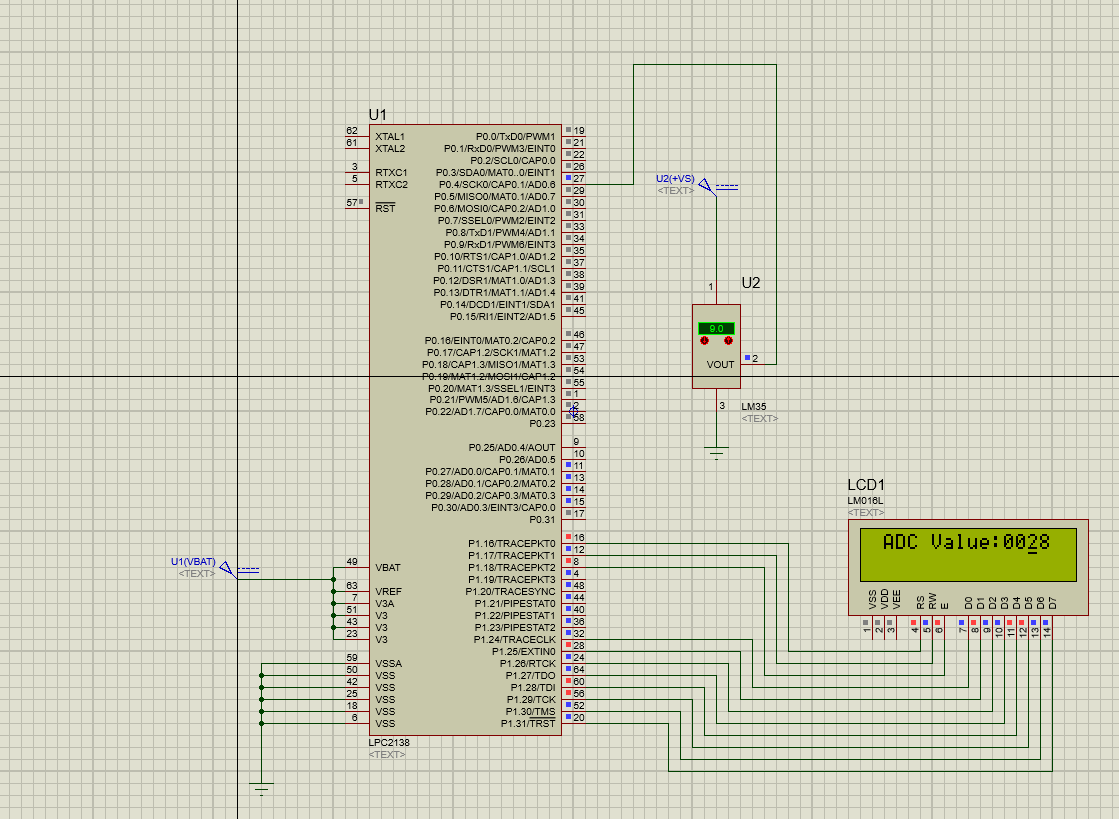 U1
62 XTAL1 P0.0/TxD0/PWM1 19
61 XTAL2 P0.1/RxD0/PWM3/EINT0 21
P0.2/SCL0/CAP0.0 22
3 RTXC1 P0.3/SDA0/MAT0..0/EINT1 26
5 RTXC2 P0.4/SCK0/CAP0.1/AD0.6 27
P0.5/MISO0/MAT0.1/AD0.7 29
57 RST P0.6/MOSI0/CAP0.2/AD1.0 30
P0.7/SSEL0/PWM2/EINT2 31
P0.8/TxD1/PWM4/AD1.1 33
P0.9/RxD1/PWM6/EINT3 34
P0.10/RTS1/CAP1.0/AD1.2 35
P0.11/CTS1/CAP1.1/SCL1 37
P0.12/DSR1/MAT1.0/AD1.3 38
P0.13/DTR1/MAT1.1/AD1.4 39
P0.14/DCD1/EINT1/SDA1 41
P0.15/RI1/EINT2/AD1.5 45
P0.16/EINT0/MAT0.2/CAP0.2 46
P0.17/CAP1.2/SCK1/MAT1.2 47
P0.18/CAP1.3/MISO1/MAT1.3 53
P0.19/MAT1.2/MOSI1/CAP1.2 54
P0.20/MAT1.3/SSEL1/EINT3 55
P0.21/PWM5/AD1.6/CAP1.3 1
P0.22/AD1.7/CAP0.0/MAT0.0 2
P0.23 58
P0.25/AD0.4/AOUT 9
P0.26/AD0.5 10
P0.27/AD0.0/CAP0.1/MAT0.1 11
P0.28/AD0.1/CAP0.2/MAT0.2 13
P0.29/AD0.2/CAP0.3/MAT0.3 14
P0.30/AD0.3/EINT3/CAP0.0 15
P0.31 17
P1.16/TRACEPKT0 16
P1.17/TRACEPKT1 12
49 VBAT P1.18/TRACEPKT2 8
P1.19/TRACEPKT3 4
63 VREF P1.20/TRACESYNC 48
7 V3A P1.21/PIPESTAT0 44
51 V3 P1.22/PIPESTAT1 40
43 V3 P1.23/PIPESTAT2 36
23 V3 P1.24/TRACECLK 32
P1.25/EXTIN0 28
59 VSSA P1.26/RTCK 24
50 VSS P1.27/TDO 64
42 VSS P1.28/TDI 60
25 VSS P1.29/TCK 56
18 VSS P1.30/TMS 52
6 VSS P1.31/TRST 20
LPC2138
<TEXT>
U1(VBAT)
<TEXT>
U2(+VS)
<TEXT>
U2
1
9.0
VOUT 2
3
LM35
<TEXT>
LCD1
LM016L
<TEXT>
ADC Value:0028
VSS VDD VEE RS RW E D0 D1 D2 D3 D4 D5 D6 D7
1 2 3 4 5 6 7 8 9 10 11 12 13 14